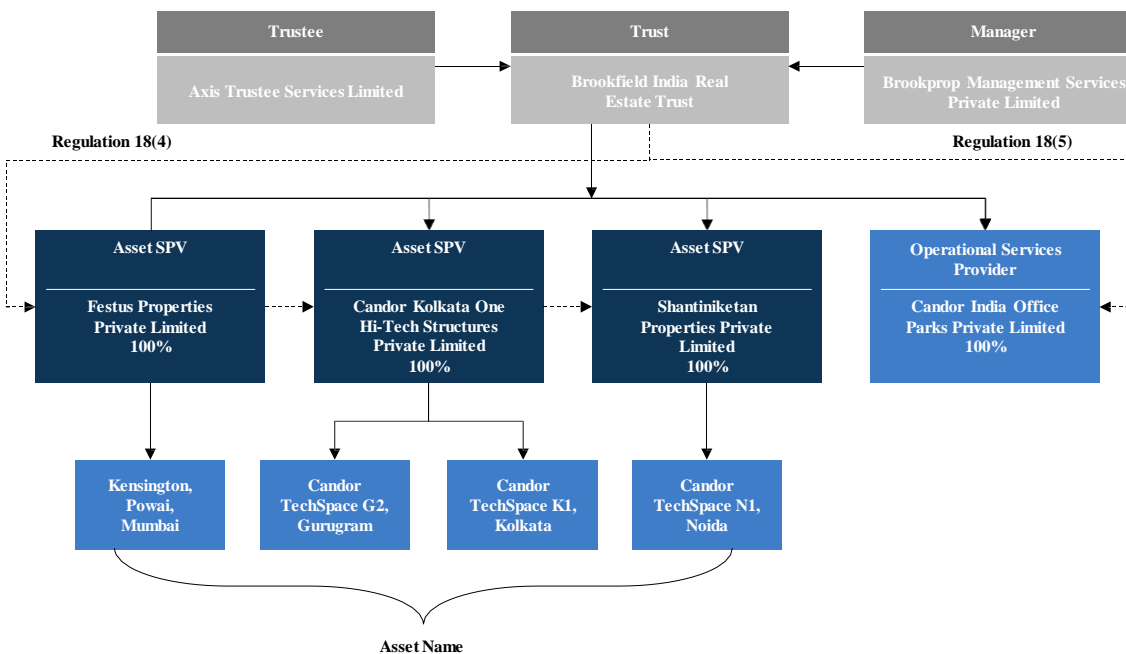 Trustee
Axis Trustee Services Limited
Trust
Brookfield India Real
Estate Trust
Manager
Brookprop Management Services
Private Limited
Regulation 18(4)
Regulation 18(5)
Asset SPV
Festus Properties
Private Limited
100%
Asset SPV
Candor Kolkata One
Hi-Tech Structures
Private Limited
100%
Asset SPV
Shantiniketan
Properties Private
Limited
100%
Operational Services
Provider
Candor India Office
Parks Private Limited
100%
Kensington,
Powai,
Mumbai
Candor
TechSpace G2,
Gurugram
Candor
TechSpace K1,
Kolkata
Candor
TechSpace N1,
Noida
Asset Name